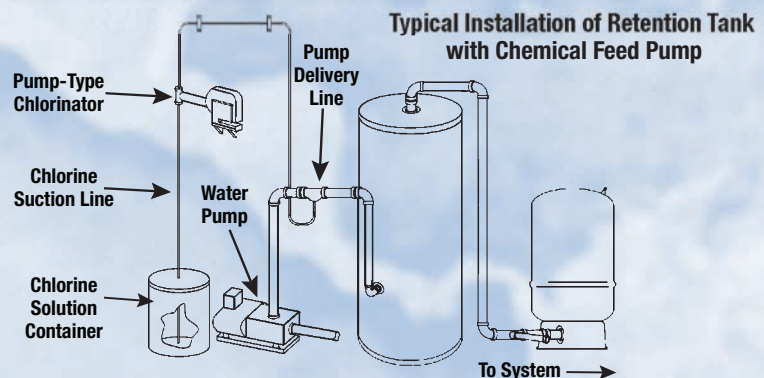 Typical Installation of Retention Tank
with Chemical Feed Pump
Pump-Type
Chlorinator
Pump
Delivery
Line
Chlorine
Suction Line
Water
Pump
Chlorine
Solution
Container
To System